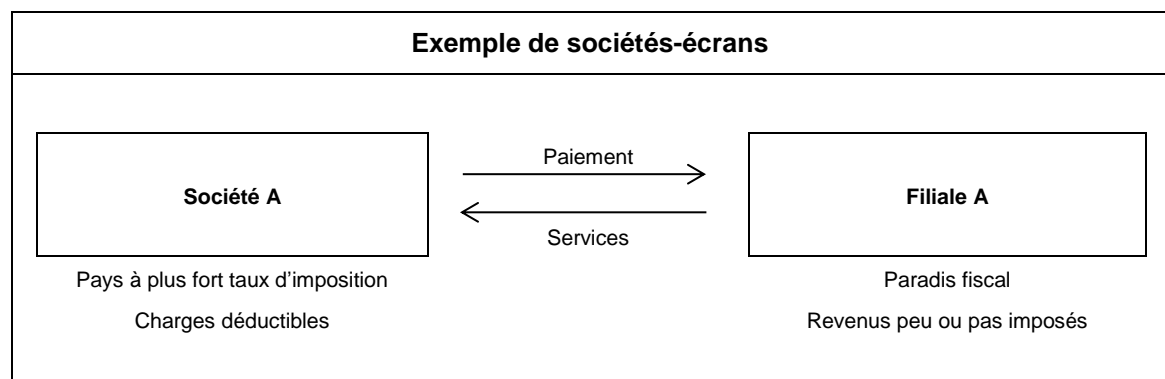 Exemple de sociétés-écrans
Paiement
Société A
Filiale A
Services
Pays à plus fort taux d’imposition
Paradis fiscal
Charges déductibles
Revenus peu ou pas imposés